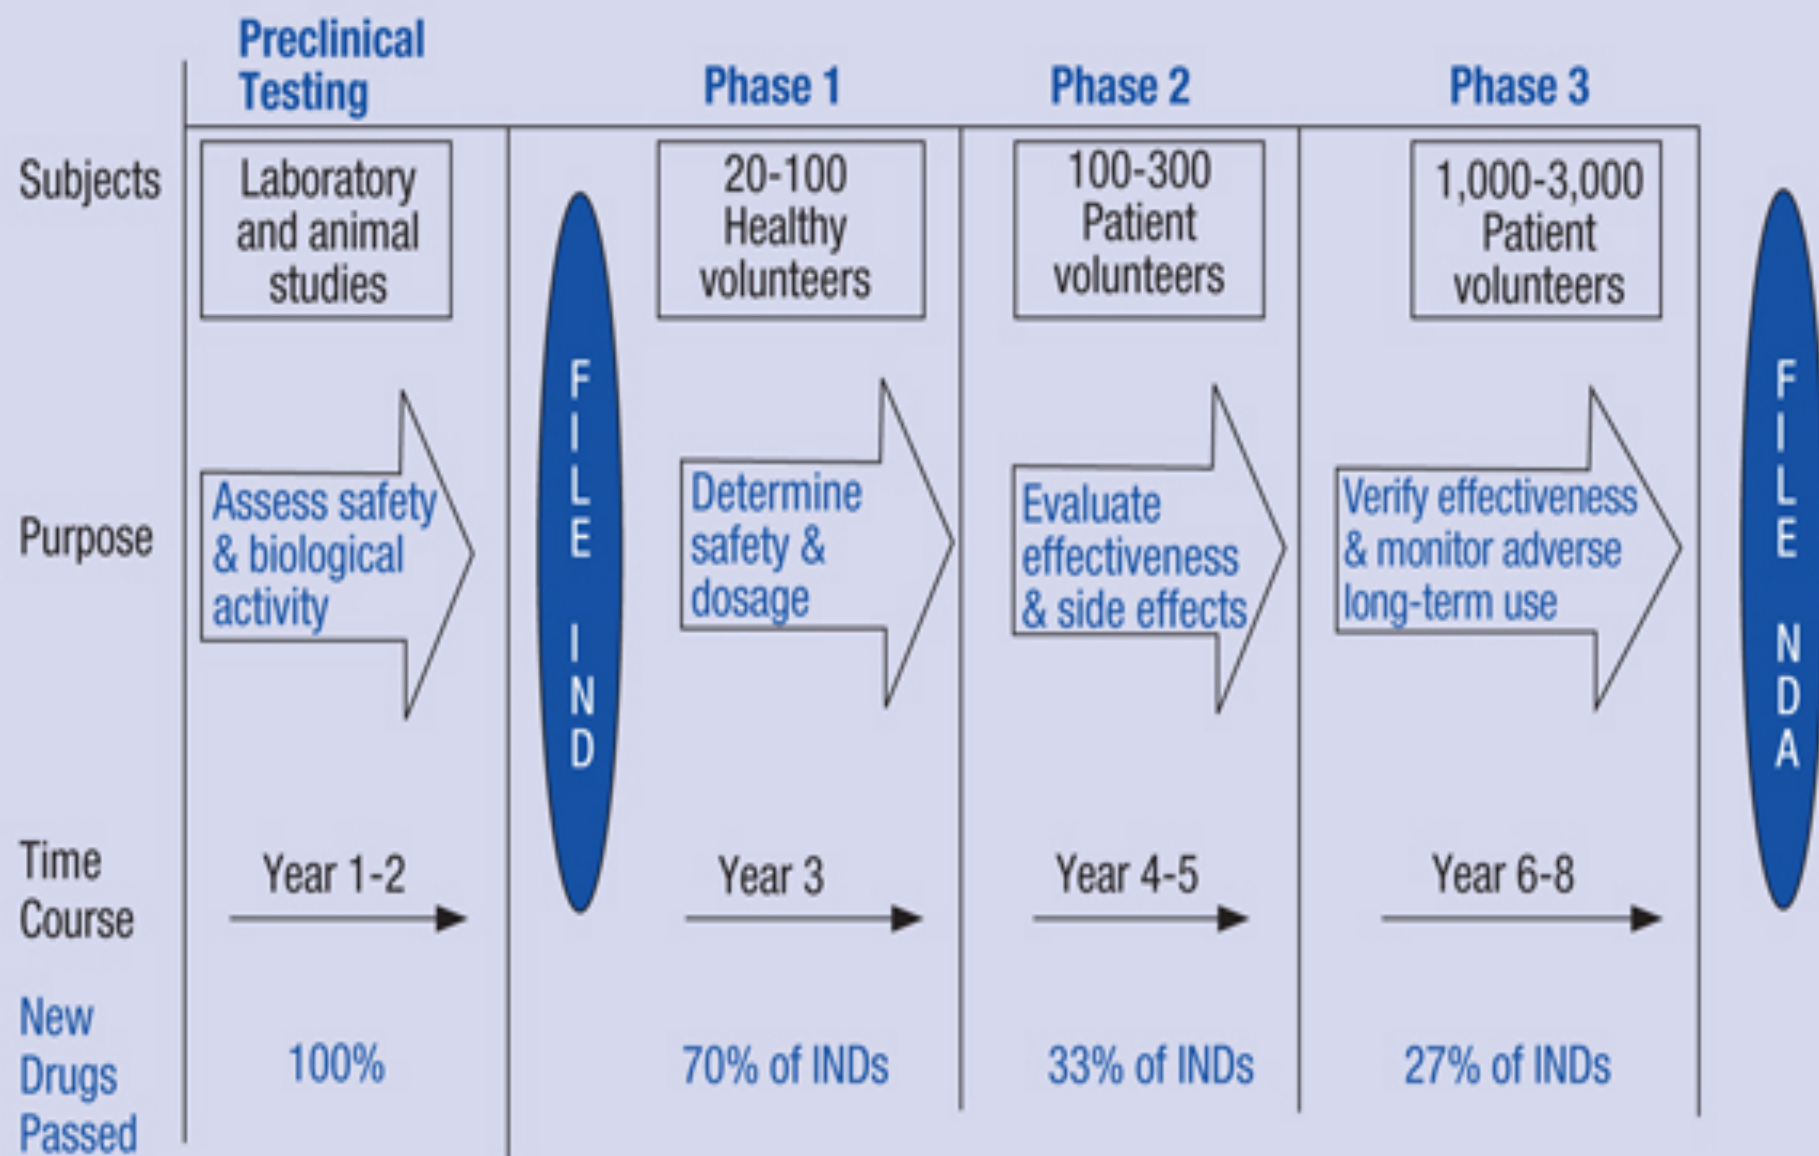 Preclinical
Testing
Phase 1
Phase 2
Phase 3
Subjects
Laboratory
and animal
studies
20-100
Healthy
volunteers
100-300
Patient
volunteers
1,000-3,000
Patient
volunteers
FILE IND
FILE NDA
Purpose
Assess safety
& biological
activity
Determine
safety &
dosage
Evaluate
effectiveness
& side effects
Verify effectiveness
& monitor adverse
long-term use
Time
Course
Year 1-2
Year 3
Year 4-5
Year 6-8
New
Drugs
Passed
100%
70% of INDs
33% of INDs
27% of INDs